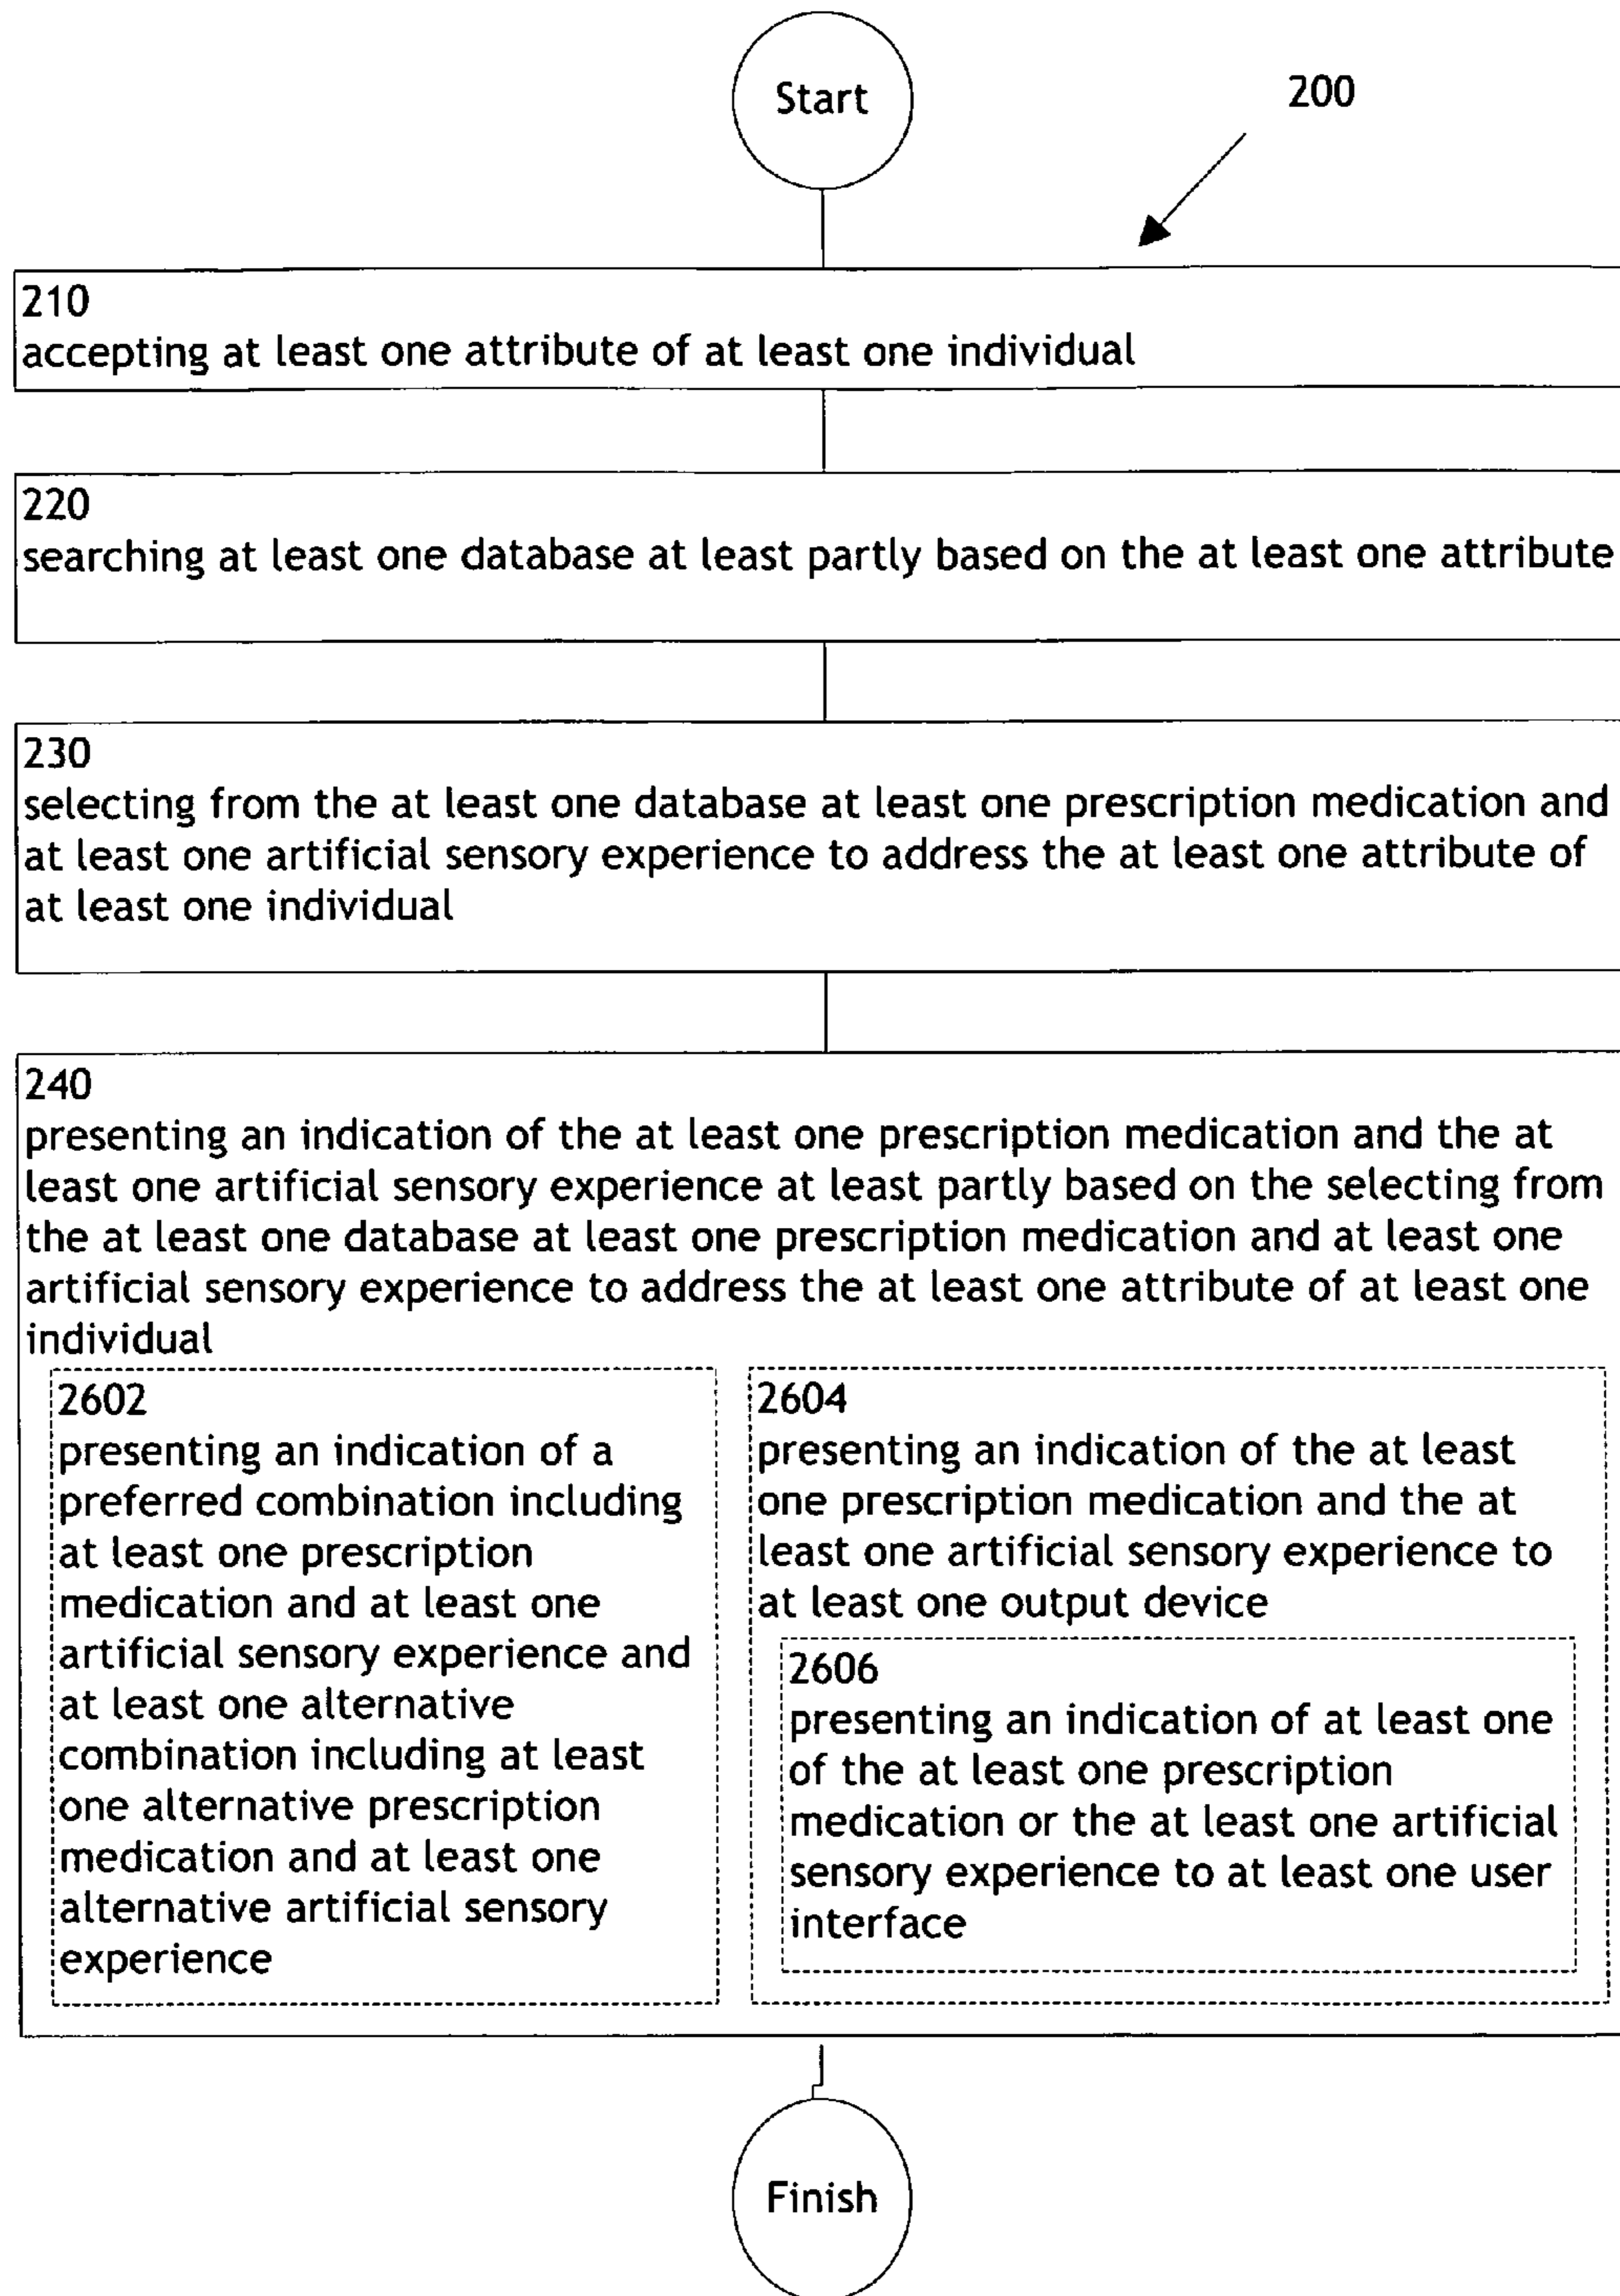 Start
200
210
accepting at least one attribute of at least one individual
220
searching at least one database at least partly based on the at least one attribute
230
selecting from the at least one database at least one prescription medication and
at least one artificial sensory experience to address the at least one attribute of
at least one individual
240
presenting an indication of the at least one prescription medication and the at
least one artificial sensory experience at least partly based on the selecting from
the at least one database at least one prescription medication and at least one
artificial sensory experience to address the at least one attribute of at least one
individual
2602
presenting an indication of a
preferred combination including
at least one prescription
medication and at least one
artificial sensory experience and
at least one alternative
combination including at least
one alternative prescription
medication and at least one
alternative artificial sensory
experience
2604
presenting an indication of the at least
one prescription medication and the at
least one artificial sensory experience to
at least one output device
2606
presenting an indication of at least one
of the at least one prescription
medication or the at least one artificial
sensory experience to at least one user
interface
Finish